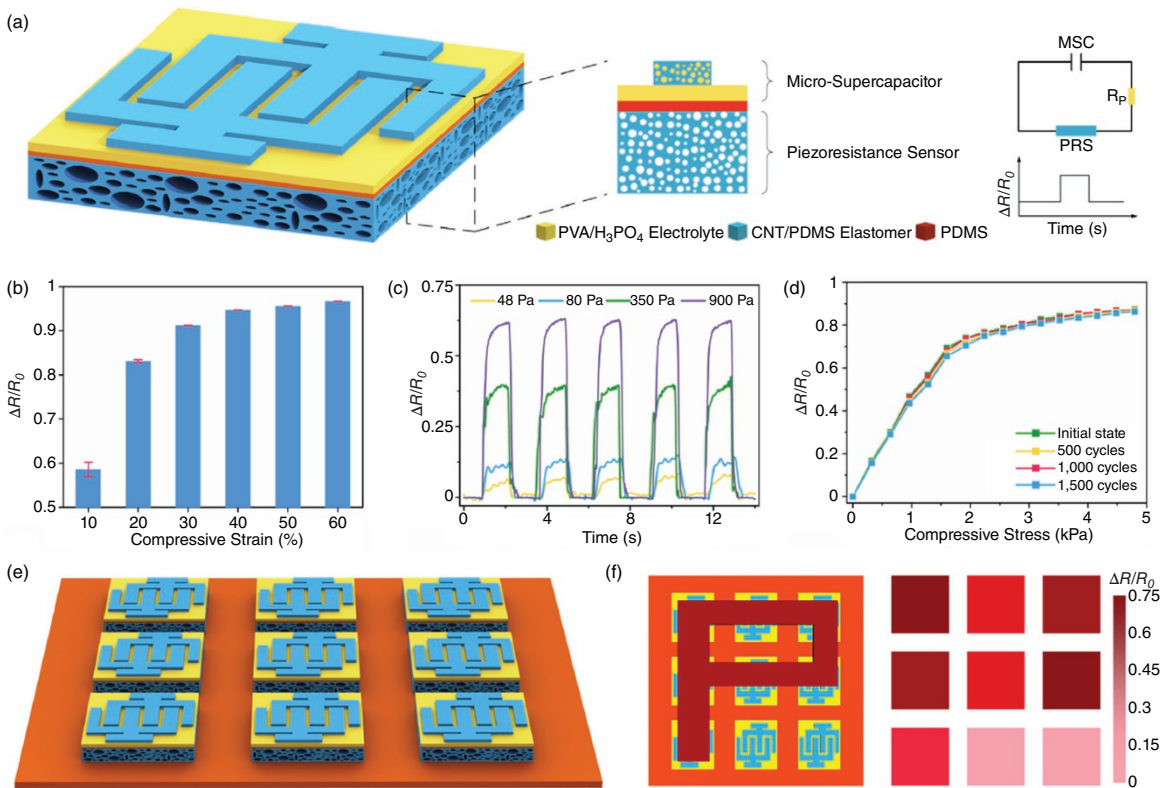 (a)
Micro-Supercapacitor
Piezoresistance Sensor
MSC
R_P
PRS
ΔR/R_0
Time (s)
PVA/H_3PO_4 Electrolyte CNT/PDMS Elastomer PDMS
(b)
1
0.9
0.8
0.7
0.6
0.5
ΔR/R_0
10 20 30 40 50 60
Compressive Strain (%)
(c)
0.75
0.5
0.25
0
ΔR/R_0
48 Pa 80 Pa 350 Pa 900 Pa
0 4 8 12
Time (s)
(d)
1
0.8
0.6
0.4
0.2
0
ΔR/R_0
Initial state
500 cycles
1,000 cycles
1,500 cycles
0 1 2 3 4 5
Compressive Stress (kPa)
(e)
(f)
ΔR/R_0
0.75
0.6
0.45
0.3
0.15
0